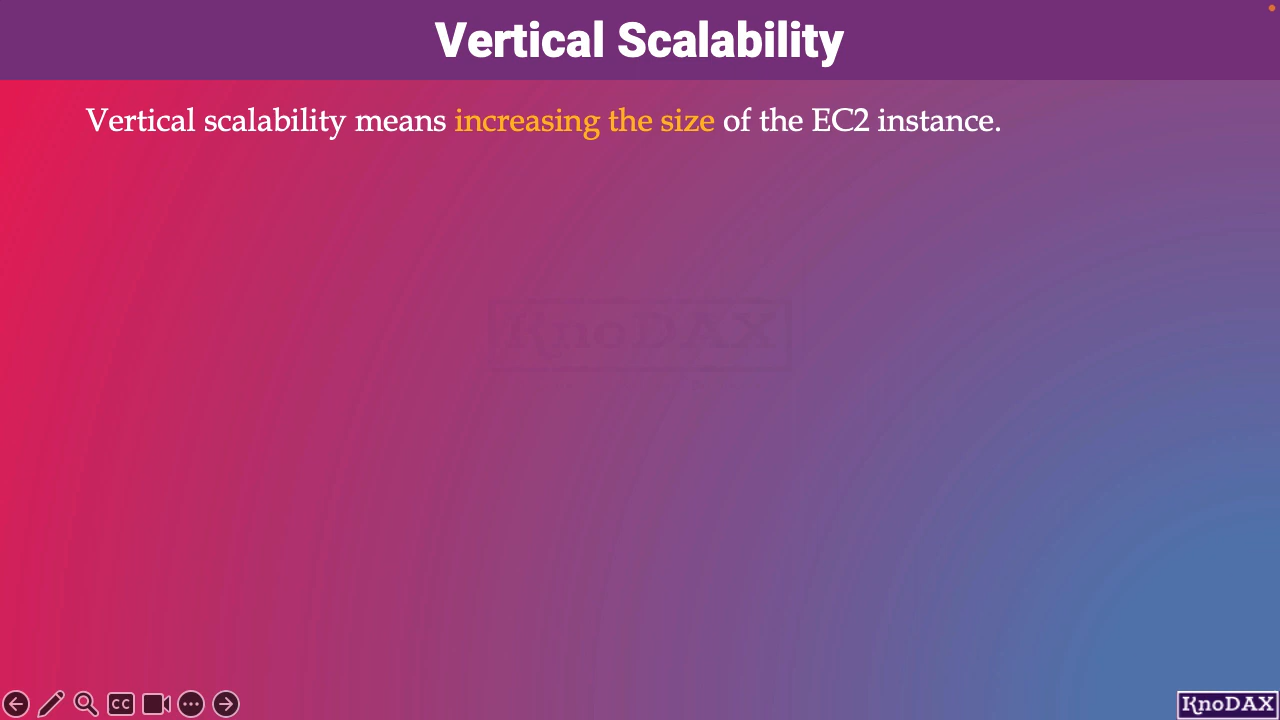 Vertical Scalability
Vertical scalability means increasing the size of the EC2 instance.
KnoDAX
CC
KnoDAX